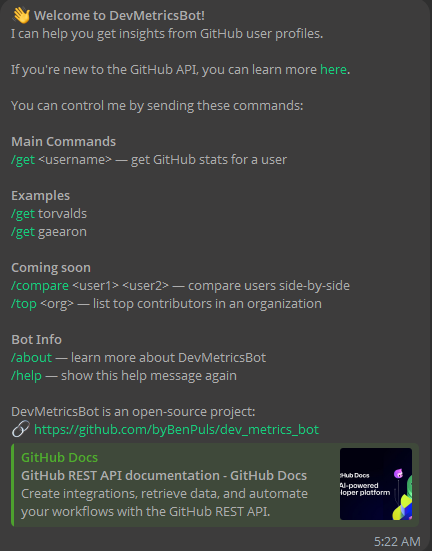 👋 Welcome to DevMetricsBot!
I can help you get insights from GitHub user profiles.
If you're new to the GitHub API, you can learn more here.
You can control me by sending these commands:
Main Commands
/get <username> — get GitHub stats for a user
Examples
/get torvalds
/get gaearon
Coming soon
/compare <user1> <user2> — compare users side-by-side
/top <org> — list top contributors in an organization
Bot Info
/about — learn more about DevMetricsBot
/help — show this help message again
DevMetricsBot is an open-source project:
🔗 https://github.com/byBenPuls/dev_metrics_bot
GitHub Docs
GitHub REST API documentation - GitHub Docs
Create integrations, retrieve data, and automate
your workflows with the GitHub REST API.
Hub Docs
AI-powered
loper platform
5:22 AM